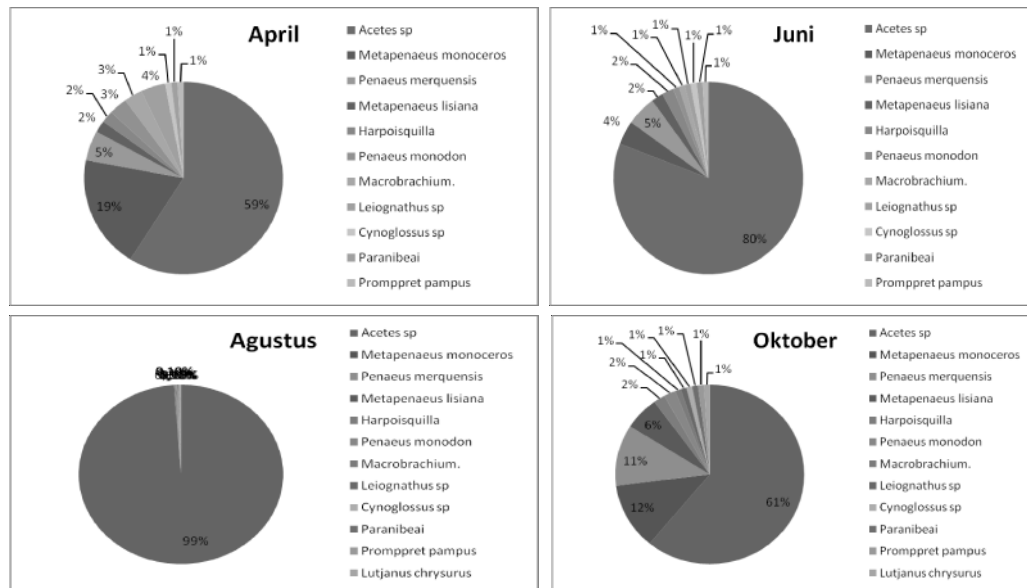 April
1%
1%
1%
1%
4%
3%
3%
2%
2%
5%
19%
59%
Acetes sp
Metapenaeus monoceros
Penaeus merquensis
Metapenaeus lisiana
Harpoisquilla
Penaeus monodon
Macrobrachium.
Leiognathus sp
Cynoglossus sp
Paranibeai
Promppret pampus
Juni
1%
1%
1%
1%
1%
1%
1%
2%
2%
5%
4%
80%
Acetes sp
Metapenaeus monoceros
Penaeus merquensis
Metapenaeus lisiana
Harpoisquilla
Penaeus monodon
Macrobrachium.
Leiognathus sp
Cynoglossus sp
Paranibeai
Promppret pampus
Agustus
99%
Acetes sp
Metapenaeus monoceros
Penaeus merquensis
Metapenaeus lisiana
Harpoisquilla
Penaeus monodon
Macrobrachium.
Leiognathus sp
Cynoglossus sp
Paranibeai
Promppret pampus
Lutjanus chrysurus
Oktober
1%
1%
1%
1%
1%
1%
2%
2%
6%
11%
12%
61%
Acetes sp
Metapenaeus monoceros
Penaeus merquensis
Metapenaeus lisiana
Harpoisquilla
Penaeus monodon
Macrobrachium.
Leiognathus sp
Cynoglossus sp
Paranibeai
Promppret pampus
Lutjanus chrysurus